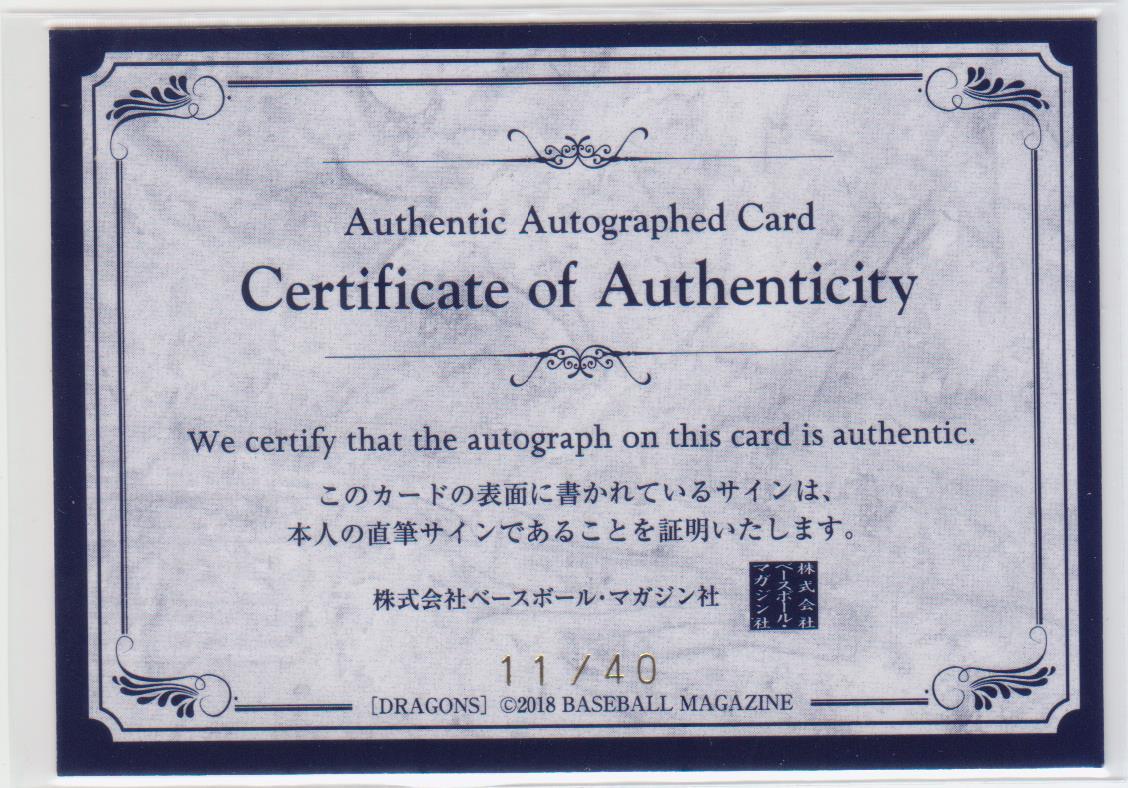 Authentic Autographed Card
Certificate of Authenticity
We certify that the autograph on this card is authentic.
このカードの表面に書かれているサインは、
本人の直筆サインであることを証明いたします。
株式会社ベースボール・マガジン社
株式会社
ベースボール・
マガジン社
11/40
[DRAGONS] ©2018 BASEBALL MAGAZINE